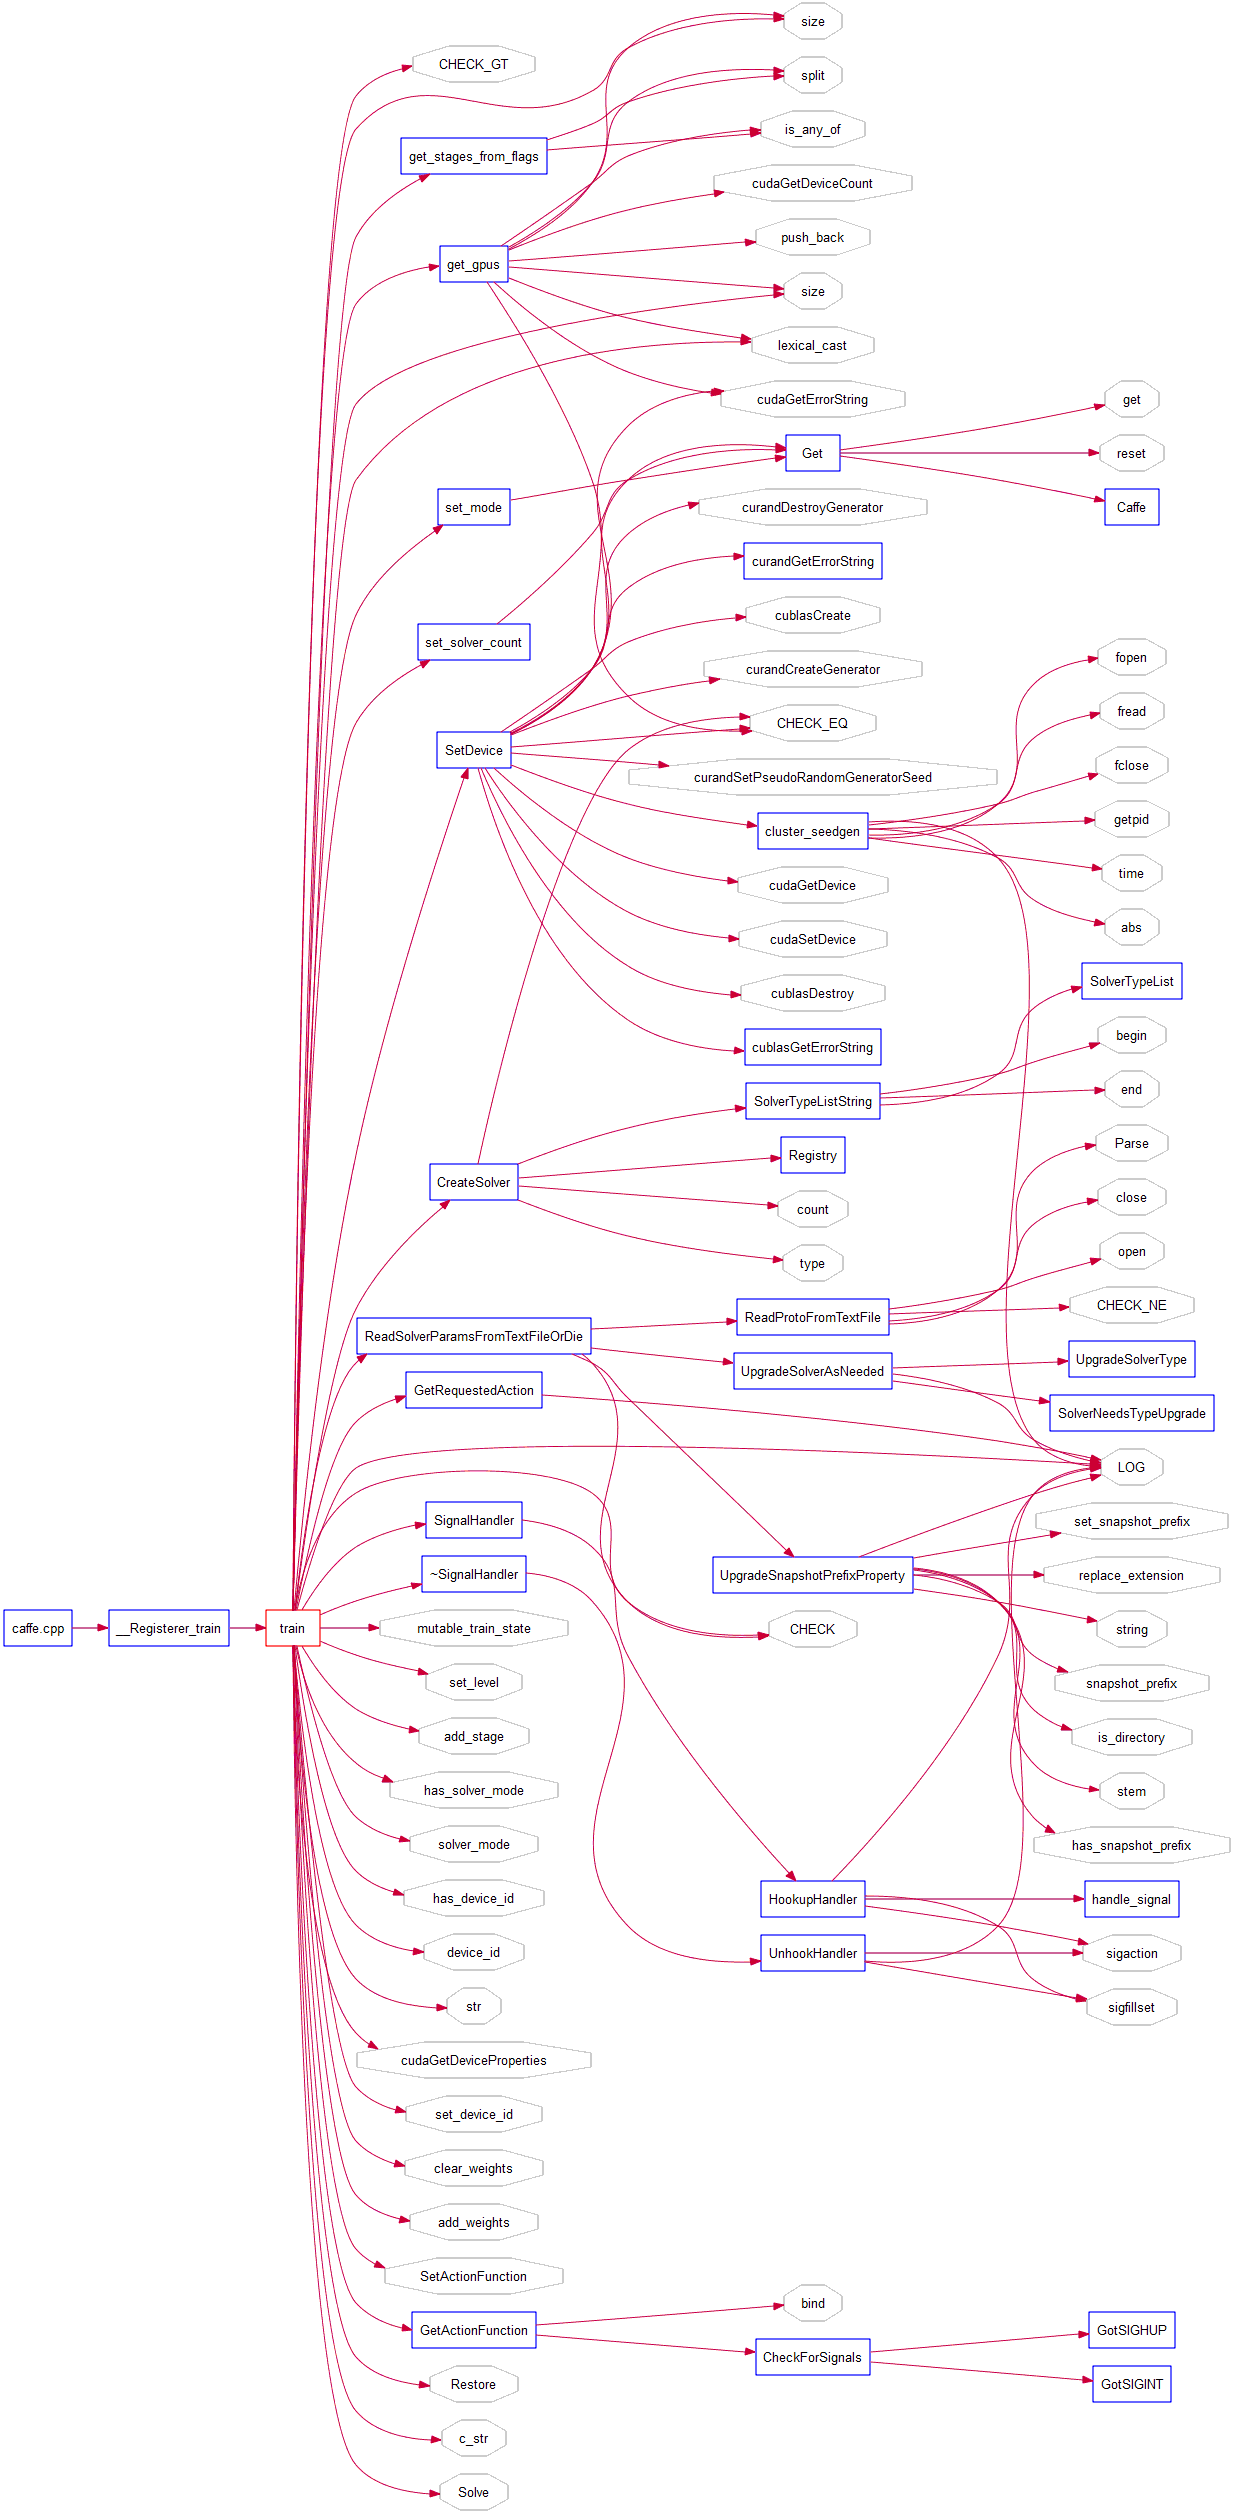 size
CHECK_GT
split
is_any_of
get_stages_from_flags
cudaGetDeviceCount
push_back
get_gpus
size
lexical_cast
cudaGetErrorString
get
Get
reset
set_mode
curandDestroyGenerator
Caffe
curandGetErrorString
cublasCreate
set_solver_count
fopen
curandCreateGenerator
fread
CHECK_EQ
SetDevice
fclose
curandSetPseudoRandomGeneratorSeed
getpid
cluster_seedgen
time
cudaGetDevice
abs
cudaSetDevice
SolverTypeList
cublasDestroy
begin
cublasGetErrorString
end
SolverTypeListString
Parse
Registry
CreateSolver
close
count
open
type
CHECK_NE
ReadProtoFromTextFile
ReadSolverParamsFromTextFileOrDie
UpgradeSolverType
UpgradeSolverAsNeeded
GetRequestedAction
SolverNeedsTypeUpgrade
LOG
SignalHandler
set_snapshot_prefix
~SignalHandler
UpgradeSnapshotPrefixProperty
replace_extension
caffe.cpp
__Registerer_train
train
mutable_train_state
CHECK
string
set_level
snapshot_prefix
add_stage
is_directory
has_solver_mode
stem
solver_mode
has_snapshot_prefix
has_device_id
HookupHandler
handle_signal
device_id
UnhookHandler
sigaction
str
sigfillset
cudaGetDeviceProperties
set_device_id
clear_weights
add_weights
SetActionFunction
bind
GetActionFunction
GotSIGHUP
CheckForSignals
Restore
GotSIGINT
c_str
Solve